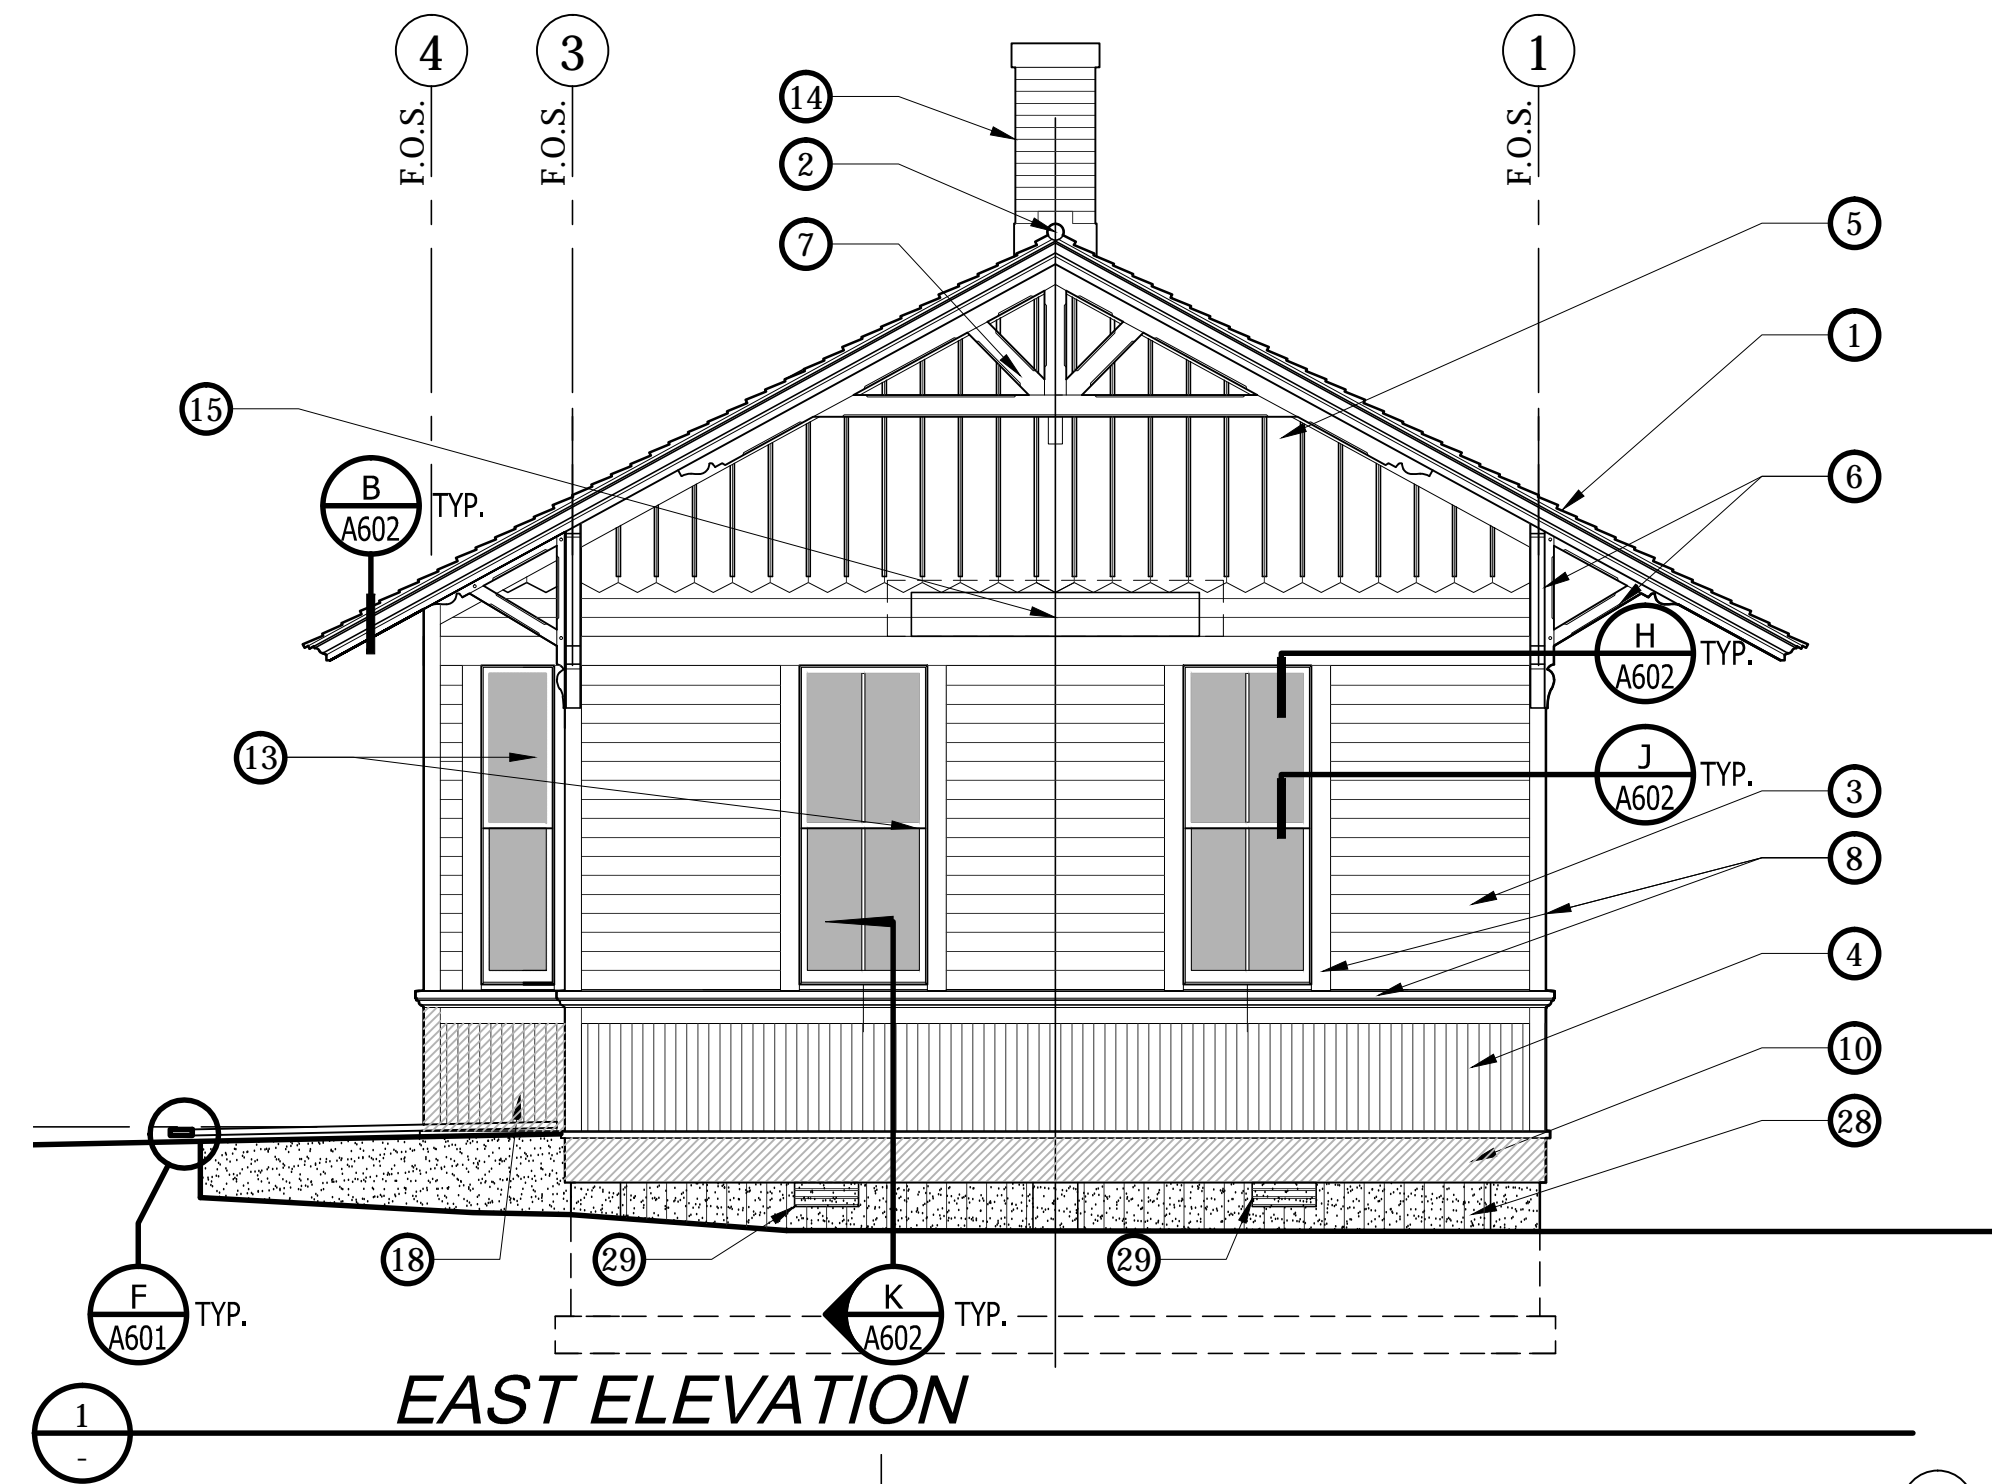 4
3
1
F.O.S.
F.O.S.
F.O.S.
14
2
7
5
1
15
6
B
A602
TYP.
H
A602
TYP.
13
J
A602
TYP.
3
8
4
10
28
18
29
29
F
A601
TYP.
K
A602
TYP.
EAST ELEVATION
1
-